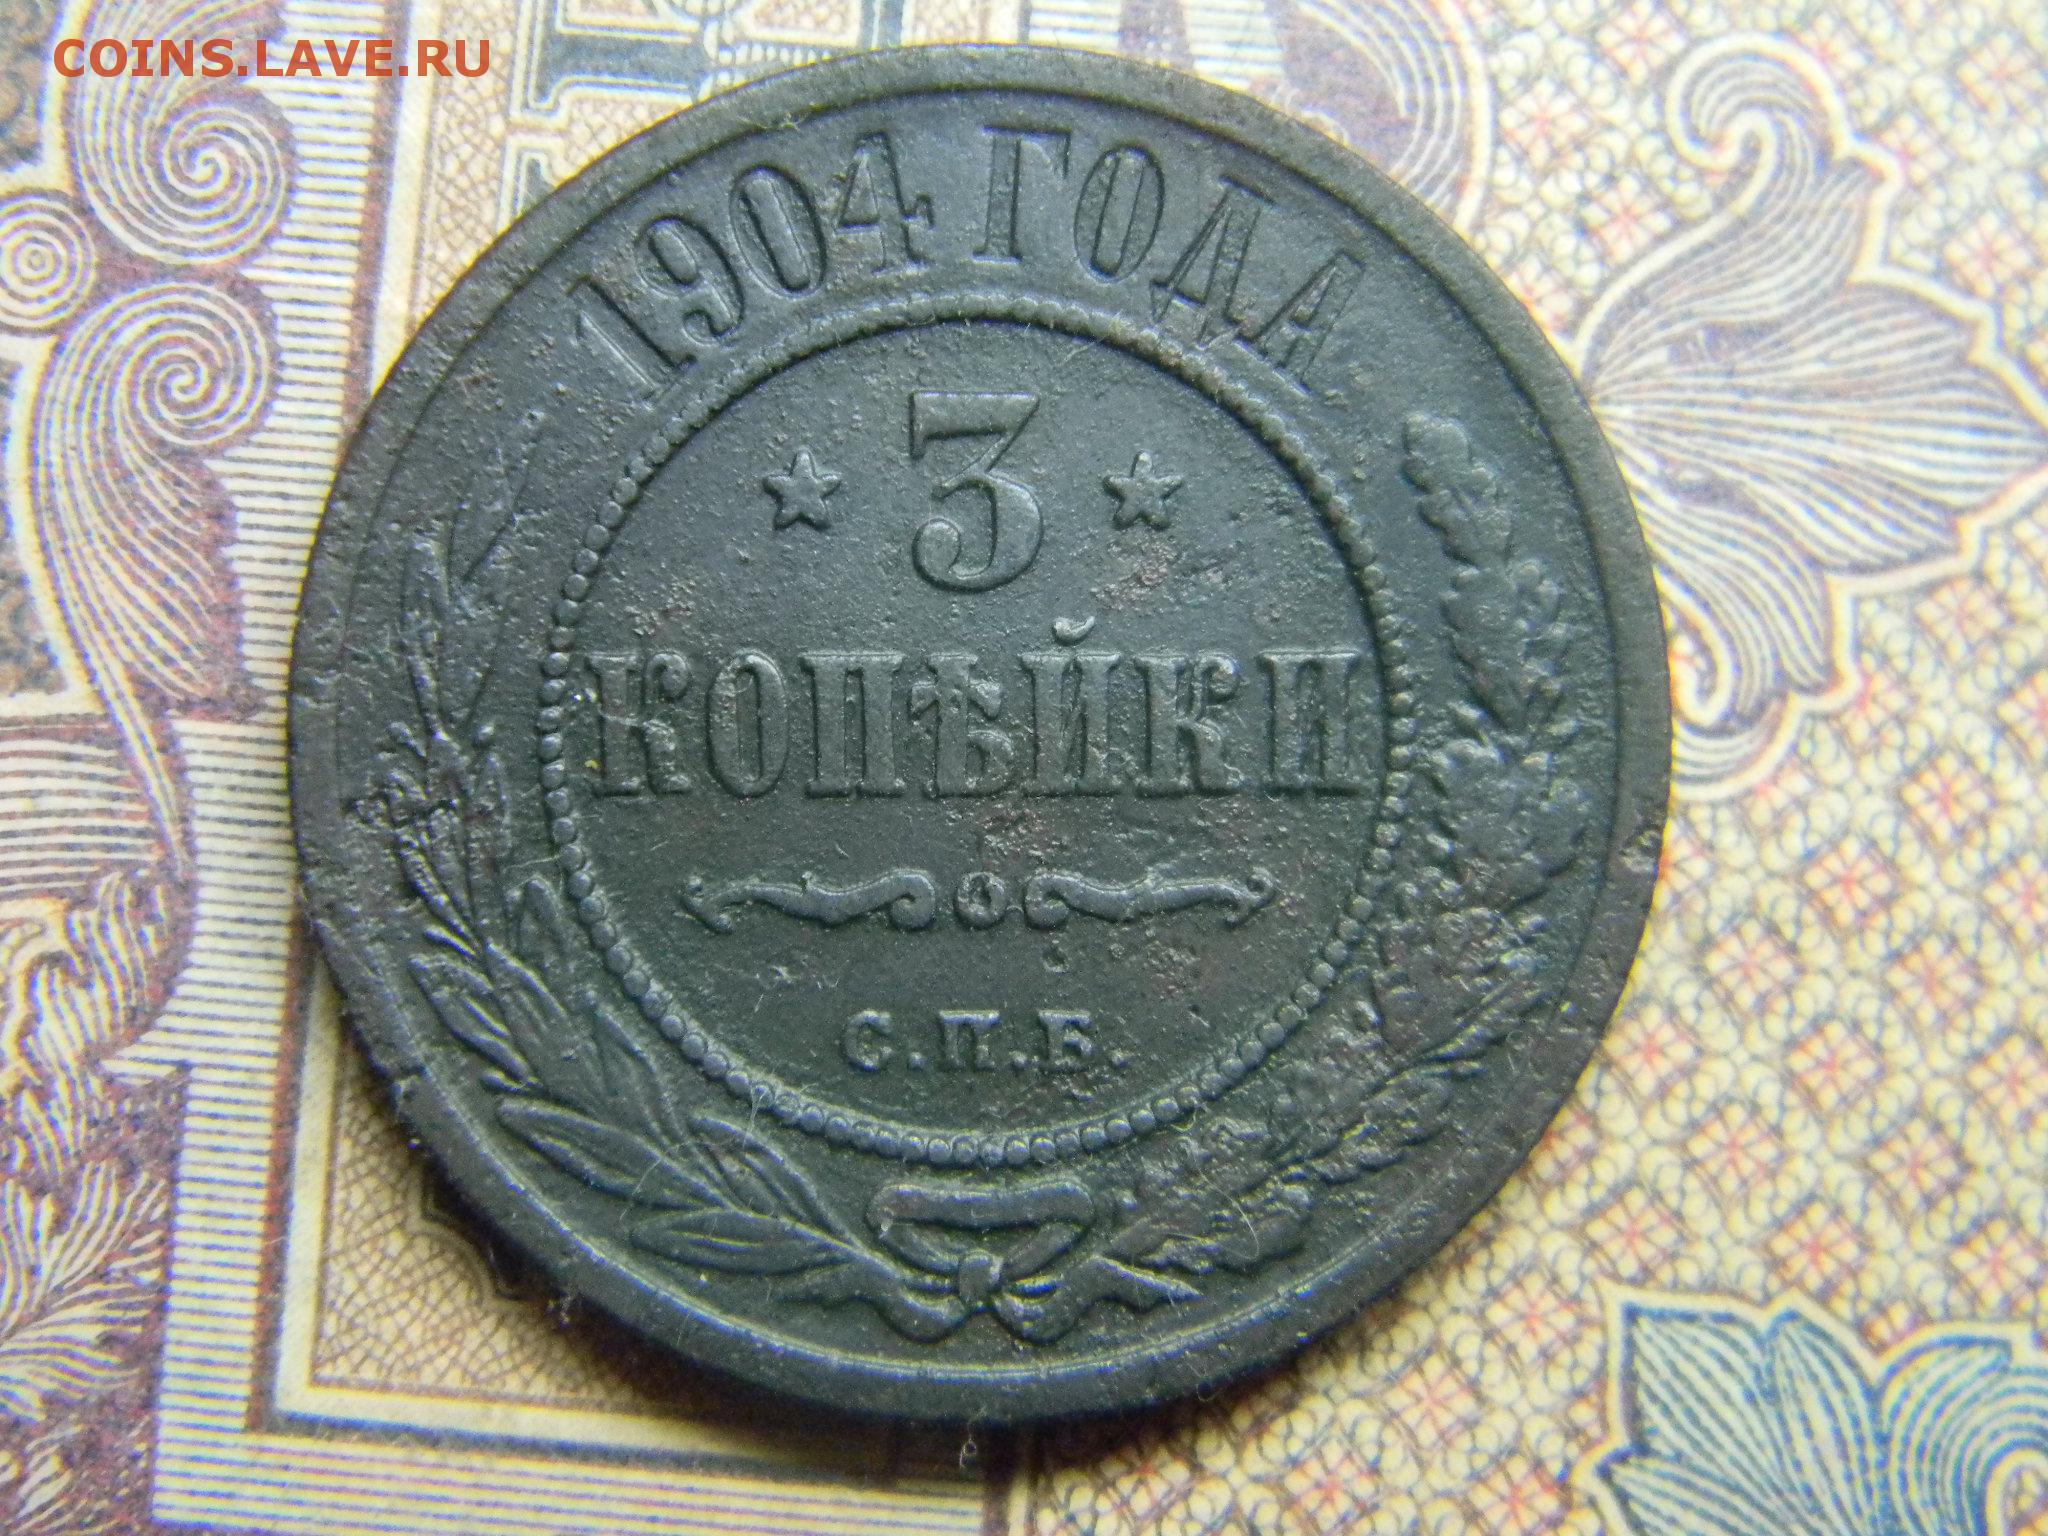 COINS.LAVE.RU
1904 ГОДА
3
КОПѢЙКИ
С.П.Б.